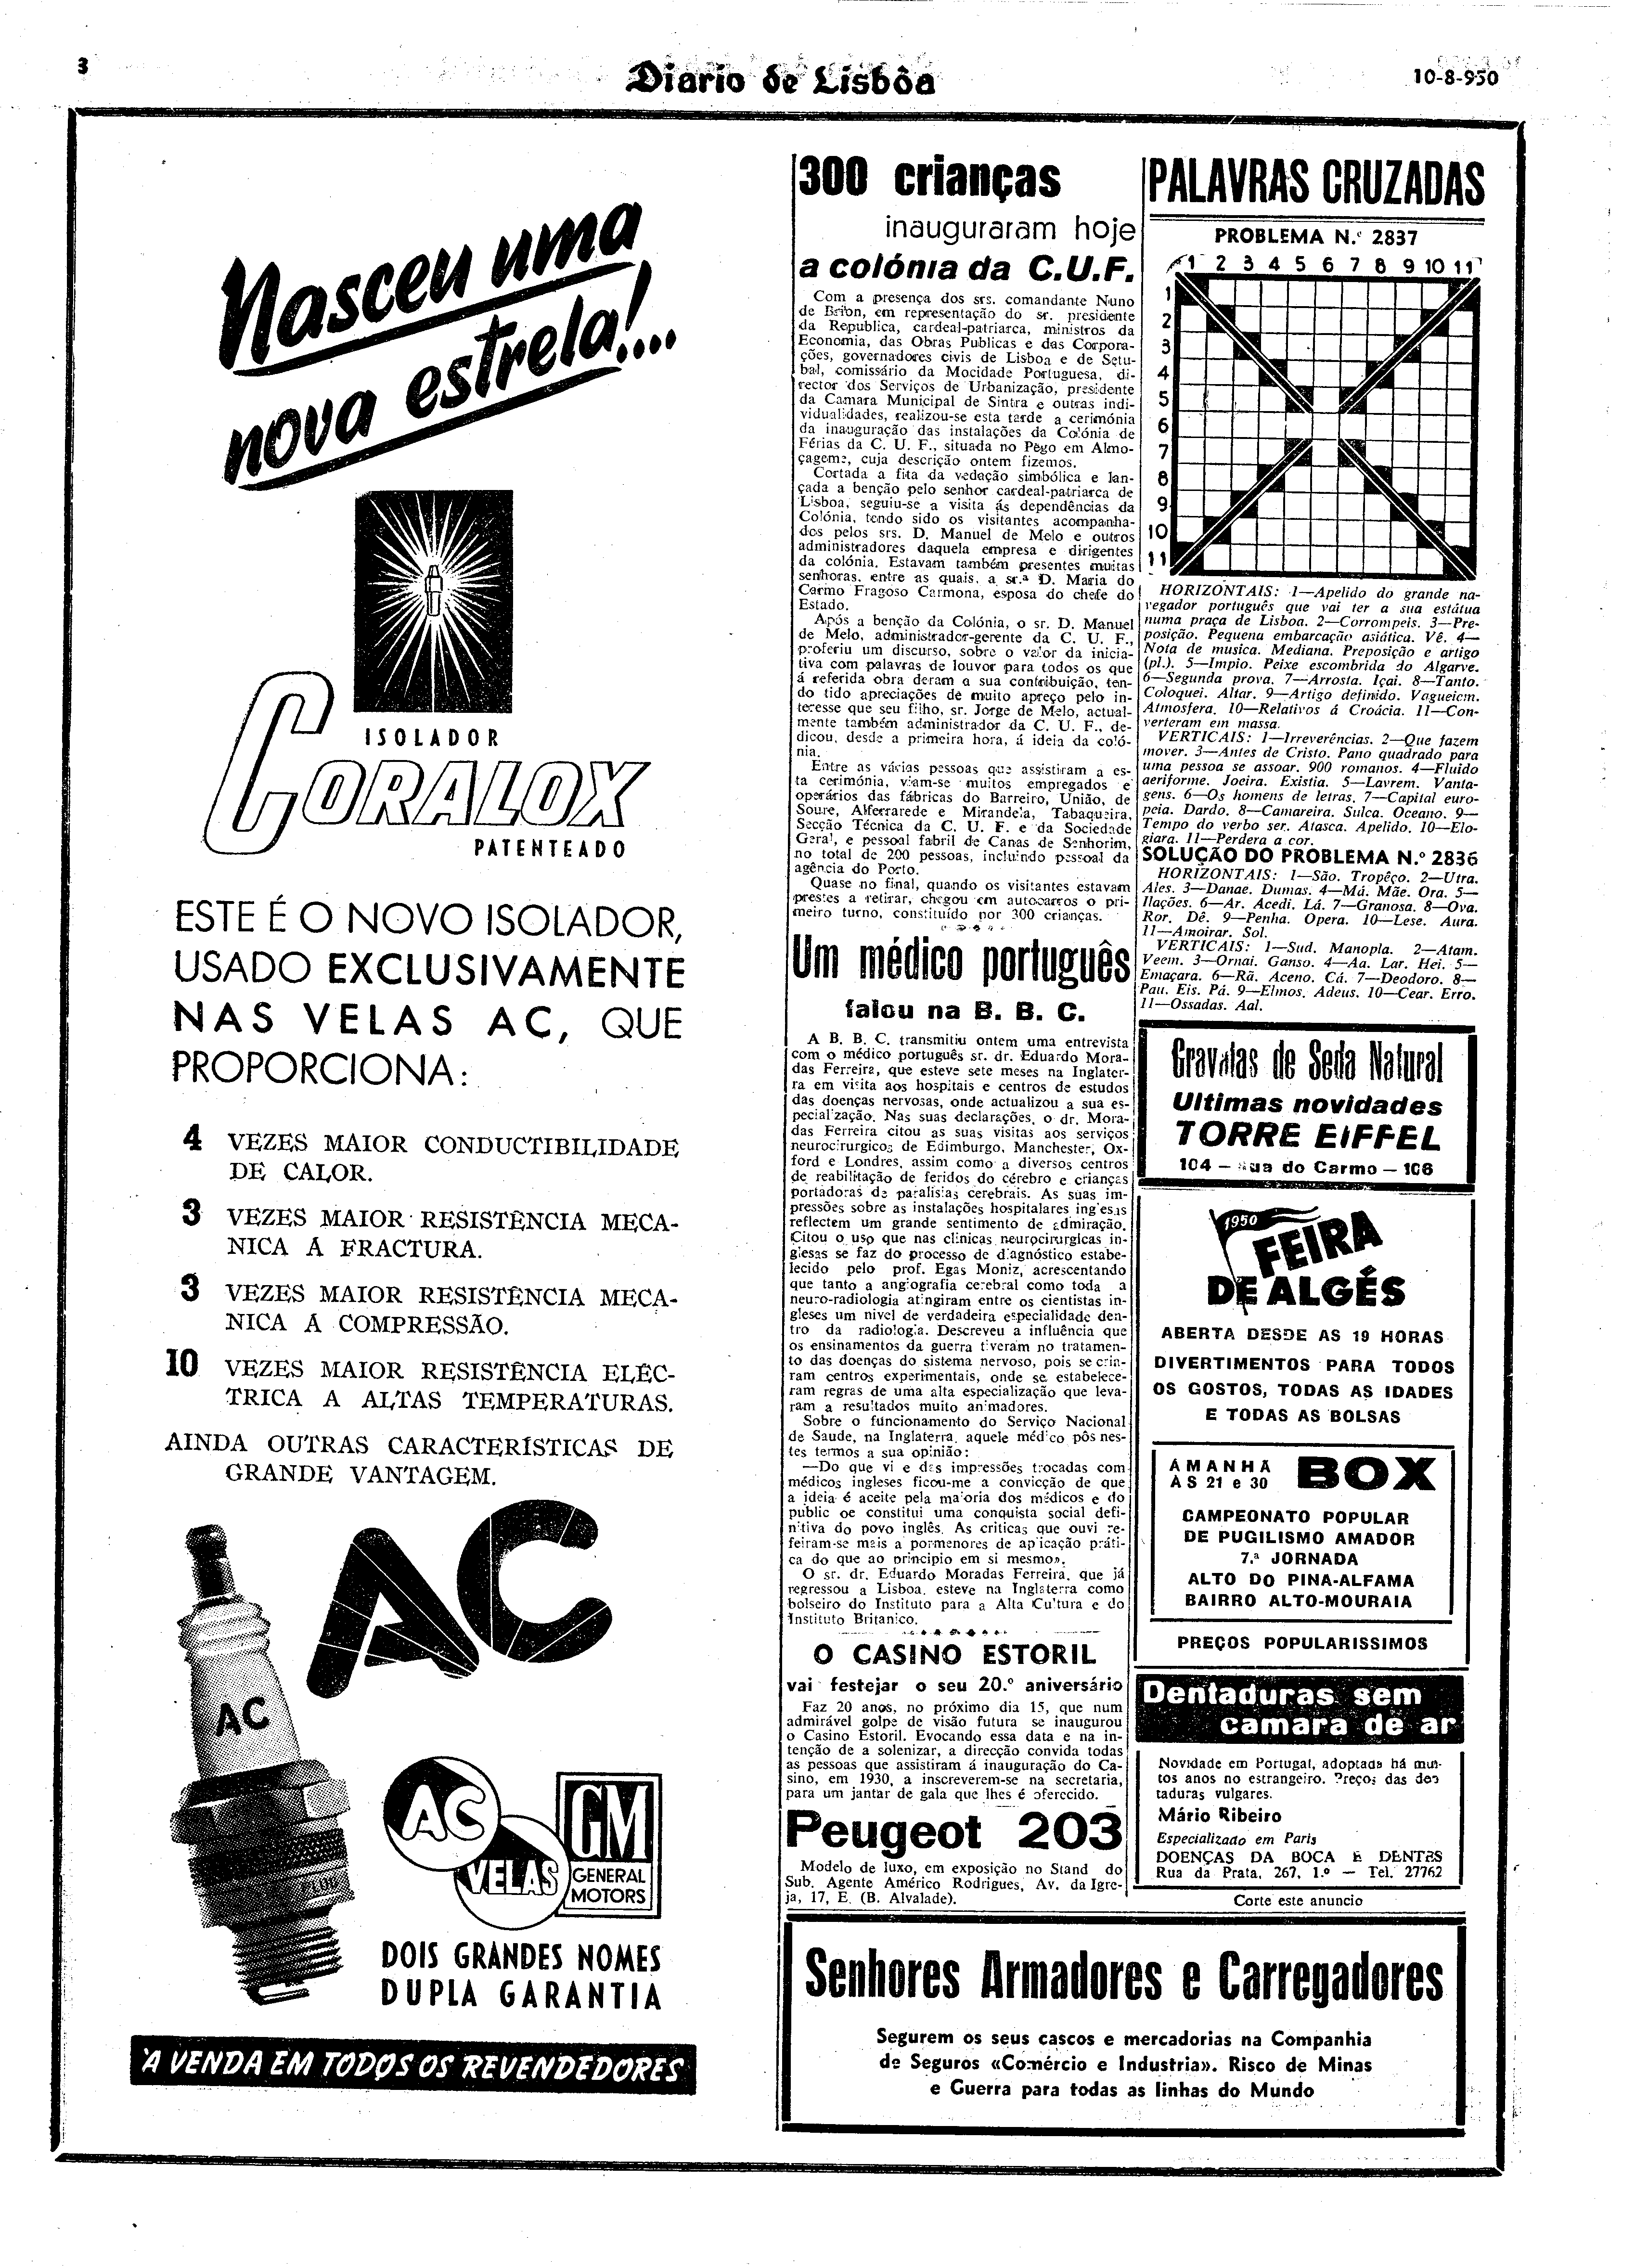 3
Diario de Lisbôa
10-8-950
Nasceu uma
nova estrela!...
ISOLADOR
CORALOX
PATENTEADO
ESTE É O NOVO ISOLADOR,
USADO EXCLUSIVAMENTE
NAS VELAS AC, QUE
PROPORCIONA:
4 VEZES MAIOR CONDUCTIBILIDADE
DE CALOR.
3 VEZES MAIOR RESISTÊNCIA MECA-
NICA Á FRACTURA.
3 VEZES MAIOR RESISTÊNCIA MECA-
NICA Á COMPRESSÃO.
10 VEZES MAIOR RESISTÊNCIA ELÉC-
TRICA A ALTAS TEMPERATURAS.
AINDA OUTRAS CARACTERÍSTICAS DE
GRANDE VANTAGEM.
AC
AC
PLUG
AC
VELAS
GM
GENERAL
MOTORS
DOIS GRANDES NOMES
DUPLA GARANTIA
'A VENDA EM TODOS OS REVENDEDORES
300 crianças
inauguraram hoje
a colónia da C.U.F.
Com a presença dos srs. comandante Nuno
de Brion, em representação do sr. presidente
da Republica, cardeal-patriarca, ministros da
Economia, das Obras Publicas e das Corpora-
ções, governadores civis de Lisboa e de Setu-
bal, comissário da Mocidade Portuguesa, di-
rector dos Serviços de Urbanização, presidente
da Camara Municipal de Sintra e outras indi-
vidualidades, realizou-se esta tarde a cerimónia
da inauguração das instalações da Colónia de
Férias da C. U. F., situada no Pego em Almo-
çageme, cuja descrição ontem fizemos.
Cortada a fita da vedação simbólica e lan-
çada a benção pelo senhor cardeal-patriarca de
Lisboa, seguiu-se a visita ás dependências da
Colónia, tendo sido os visitantes acompanha-
dos pelos srs. D. Manuel de Melo e outros
administradores daquela empresa e dirigentes
da colónia. Estavam também presentes muitas
senhoras, entre as quais, a sr.ª D. Maria do
Carmo Fragoso Carmona, esposa do chefe do
Estado.
Após a benção da Colónia, o sr. D. Manuel
de Melo, administrador-gerente da C. U. F.,
proferiu um discurso, sobre o valor da inicia-
tiva com palavras de louvor para todos os que
á referida obra deram a sua contribuição, ten-
do tido apreciações de muito apreço pelo in-
teresse que seu filho, sr. Jorge de Melo, actual-
mente também administrador da C. U. F., de-
dicou, desde a primeira hora, á ideia da coló-
nia.
Entre as várias pessoas que assistiram a es-
ta cerimónia, viam-se muitos empregados e
operários das fábricas do Barreiro, União, de
Soure, Alferrarede e Mirandela, Tabaqueira,
Secção Técnica da C. U. F. e da Sociedade
Geral, e pessoal fabril de Canas de Senhorim,
no total de 200 pessoas, incluindo pessoal da
agência do Porto.
Quase no final, quando os visitantes estavam
prestes a retirar, chegou em autocarros o pri-
meiro turno, constituído por 300 crianças.
Um médico português
falou na B. B. C.
A B. B. C. transmitiu ontem uma entrevista
com o médico português sr. dr. Eduardo Mora-
das Ferreira, que esteve sete meses na Inglater-
ra em visita aos hospitais e centros de estudos
das doenças nervosas, onde actualizou a sua es-
pecialização. Nas suas declarações, o dr. Mora-
das Ferreira citou as suas visitas aos serviços
neurocirurgicos de Edimburgo, Manchester, Ox-
ford e Londres, assim como a diversos centros
de reabilitação de feridos do cérebro e crianças
portadoras de paralisias cerebrais. As suas im-
pressões sobre as instalações hospitalares inglesas
reflectem um grande sentimento de admiração.
Citou o uso que nas clinicas neurocirurgicas in-
glesas se faz do processo de diagnóstico estabe-
lecido pelo prof. Egas Moniz, acrescentando
que tanto a angiografia cerebral como toda a
neuro-radiologia atingiram entre os cientistas in-
gleses um nivel de verdadeira especialidade den-
tro da radiologia. Descreveu a influência que
os ensinamentos da guerra tiveram no tratamen-
to das doenças do sistema nervoso, pois se cria-
ram centros experimentais, onde se estabelece-
ram regras de uma alta especialização que leva-
ram a resultados muito animadores.
Sobre o funcionamento do Serviço Nacional
de Saude, na Inglaterra, aquele médico pôs nes-
tes termos a sua opinião:
—Do que vi e das impressões trocadas com
médicos ingleses ficou-me a convicção de que
a ideia é aceite pela maioria dos médicos e do
public oe constitui uma conquista social defi-
nitiva do povo inglês. As criticas que ouvi re-
feiram-se mais a pormenores de aplicação práti-
ca do que ao principio em si mesmo».
O sr. dr. Eduardo Moradas Ferreira, que já
regressou a Lisboa, esteve na Inglaterra como
bolseiro do Instituto para a Alta Cultura e do
Instituto Britanico.
O CASINO ESTORIL
vai festejar o seu 20.º aniversário
Faz 20 anos, no próximo dia 15, que num
admirável golpe de visão futura se inaugurou
o Casino Estoril. Evocando essa data e na in-
tenção de a solenizar, a direcção convida todas
as pessoas que assistiram á inauguração do Ca-
sino, em 1930, a inscreverem-se na secretaria,
para um jantar de gala que lhes é oferecido.
Peugeot 203
Modelo de luxo, em exposição no Stand do
Sub. Agente Américo Rodrigues, Av. da Igre-
ja, 17, E. (B. Alvalade).
PALAVRAS CRUZADAS
PROBLEMA N.º 2837
1 2 3 4 5 6 7 8 9 10 11
1
2
3
4
5
6
7
8
9
10
11
HORIZONTAIS: 1—Apelido do grande na-
vegador português que vai ter a sua estátua
numa praça de Lisboa. 2—Corrompeis. 3—Pre-
posição. Pequena embarcação asiática. Vê. 4—
Nota de musica. Mediana. Preposição e artigo
(pl.). 5—Impio. Peixe escombrida do Algarve.
6—Segunda prova. 7—Arrosta. Içai. 8—Tanto.
Coloquei. Altar. 9—Artigo definido. Vagueiem.
Atmosfera. 10—Relativos á Croácia. 11—Con-
verteram em massa.
VERTICAIS: 1—Irreverências. 2—Que fazem
mover. 3—Antes de Cristo. Pano quadrado para
uma pessoa se assoar. 900 romanos. 4—Fluido
aeriforme. Joeira. Existia. 5—Lavrem. Vanta-
gens. 6—Os homens de letras. 7—Capital euro-
peia. Dardo. 8—Camareira. Sulca. Oceano. 9—
Tempo do verbo ser. Atasca. Apelido. 10—Elo-
giara. 11—Perdera a cor.
SOLUÇÃO DO PROBLEMA N.º 2836
HORIZONTAIS: 1—São. Tropêço. 2—Utra.
Ales. 3—Danae. Dumas. 4—Má. Mãe. Ora. 5—
Ilações. 6—Ar. Acedi. Lá. 7—Granosa. 8—Ova.
Ror. Dê. 9—Penha. Opera. 10—Lese. Aura.
11—Amoirar. Sol.
VERTICAIS: 1—Sud. Manopla. 2—Atam.
Veem. 3—Ornai. Ganso. 4—Aa. Lar. Hei. 5—
Emaçara. 6—Rã. Aceno. Cá. 7—Deodoro. 8—
Pau. Eis. Pá. 9—Elmos. Adeus. 10—Cear. Erro.
11—Ossadas. Aal.
Gravatas de Seda Natural
Ultimas novidades
TORRE EIFFEL
104 — Rua do Carmo — 106
1950
FEIRA
DE ALGÉS
ABERTA DESDE AS 19 HORAS
DIVERTIMENTOS PARA TODOS
OS GOSTOS, TODAS AS IDADES
E TODAS AS BOLSAS
AMANHÃ
ÀS 21 e 30
BOX
CAMPEONATO POPULAR
DE PUGILISMO AMADOR
7.ª JORNADA
ALTO DO PINA-ALFAMA
BAIRRO ALTO-MOURAIA
PREÇOS POPULARISSIMOS
Dentaduras sem
camara de ar
Novidade em Portugal, adoptada há mui-
tos anos no estrangeiro. Preços das den
taduras vulgares.
Mário Ribeiro
Especializado em Paris
DOENÇAS DA BOCA E DENTES
Rua da Prata, 267, 1.º — Tel. 27762
Corte este anuncio
Senhores Armadores e Carregadores
Segurem os seus cascos e mercadorias na Companhia
de Seguros «Comércio e Industria». Risco de Minas
e Guerra para todas as linhas do Mundo